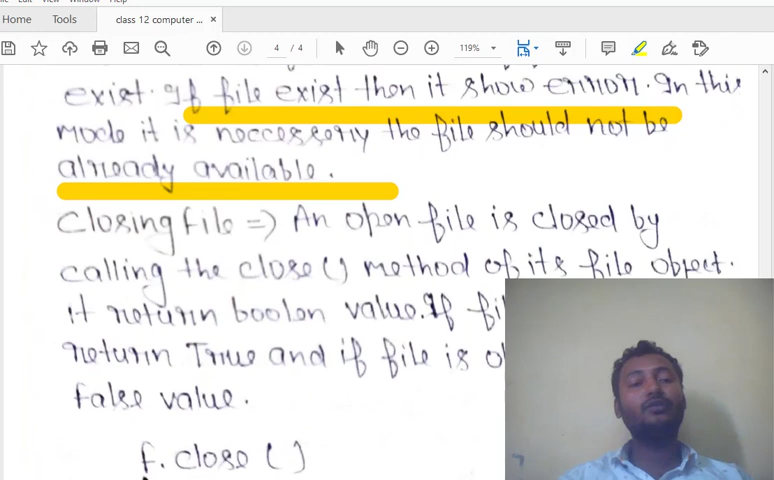 Home Tools class 12 computer ... ×
4 / 4 119%
exist. If file exist then it show error. In this
mode it is neccessery the file should not be
already available.
Closing file => An open file is closed by
calling the close() method of its file object.
it return boolen value. If
return True and if file is
false value.
f. close ()